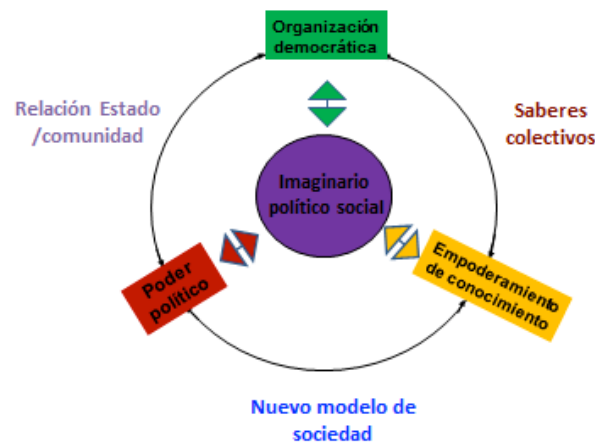 Organización
democrática
Relación Estado
/comunidad
Saberes
colectivos
Imaginario
político social
Poder
político
Empoderamiento
de conocimiento
Nuevo modelo de
sociedad